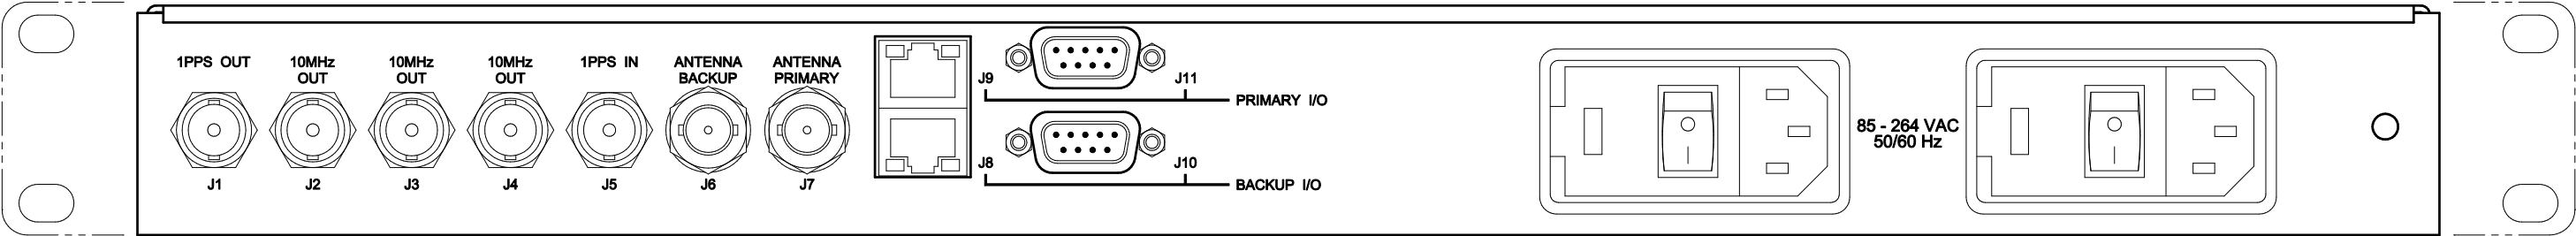 1PPS OUT
10MHz
OUT
10MHz
OUT
10MHz
OUT
1PPS IN
ANTENNA
BACKUP
ANTENNA
PRIMARY
J1
J2
J3
J4
J5
J6
J7
J9
J11
PRIMARY I/O
J8
J10
BACKUP I/O
85 - 264 VAC
50/60 Hz